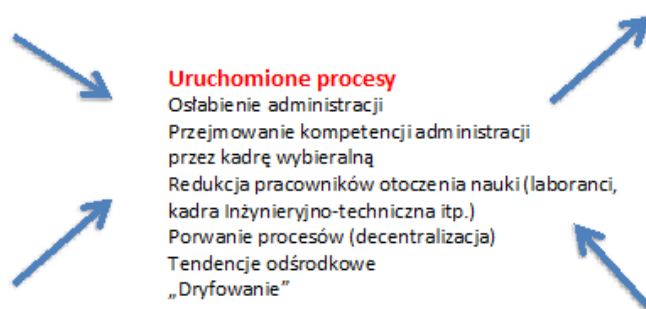 Uruchomione procesy
Osłabienie administracji
Przejmowanie kompetencji administracji
przez kadrę wybieralną
Redukcja pracowników otoczenia nauki (laboranci,
kadra Inżynieryjno-techniczna itp.)
Porwanie procesów (decentralizacja)
Tendencje odśrodkowe
„Dryfowanie”